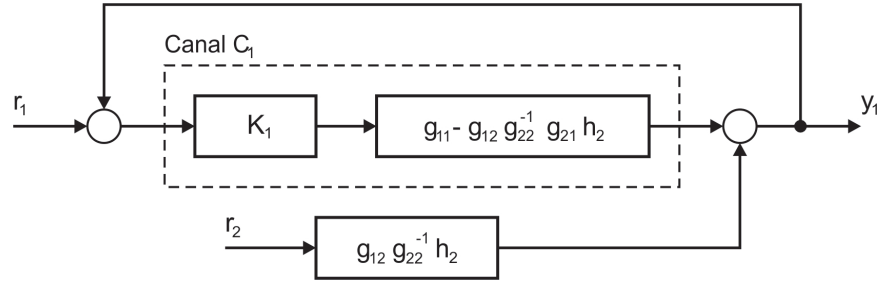 Canal C₁
r₁
K₁
g₁₁- g₁₂ g₂₂⁻¹ g₂₁ h₂
y₁
r₂
g₁₂ g₂₂⁻¹ h₂